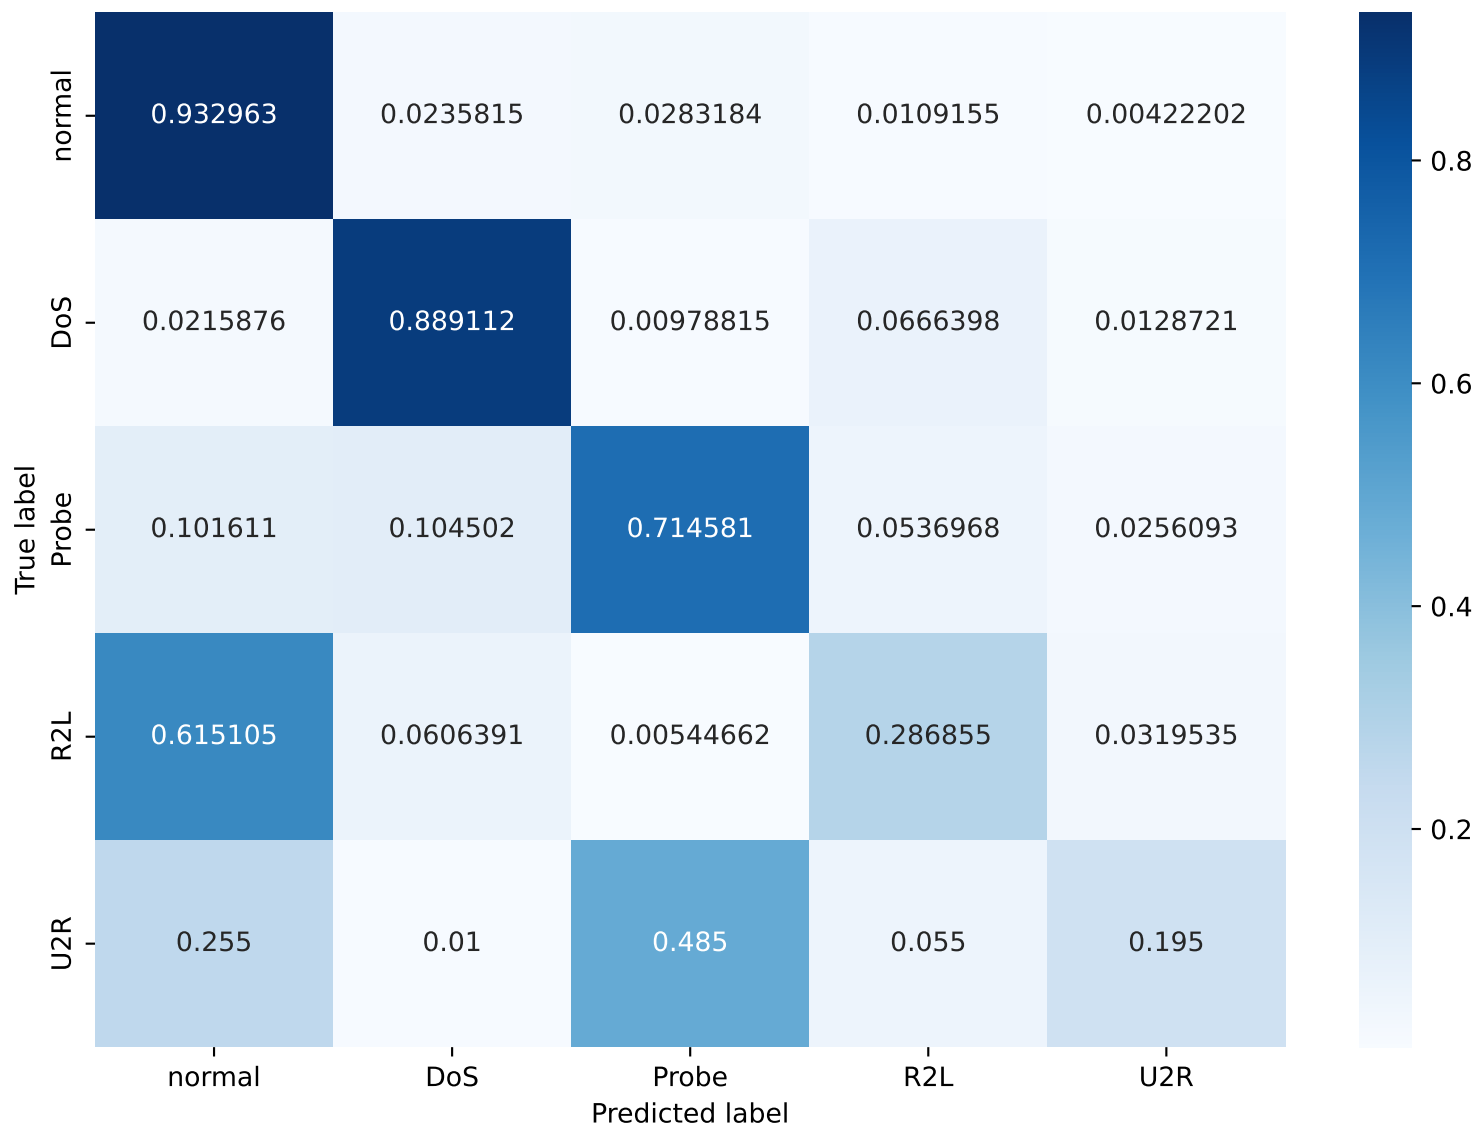 normal 0.932963 0.0235815 0.0283184 0.0109155 0.00422202
DoS 0.0215876 0.889112 0.00978815 0.0666398 0.0128721
True label
Probe 0.101611 0.104502 0.714581 0.0536968 0.0256093
R2L 0.615105 0.0606391 0.00544662 0.286855 0.0319535
U2R 0.255 0.01 0.485 0.055 0.195
normal DoS Probe R2L U2R
Predicted label
0.8
0.6
0.4
0.2